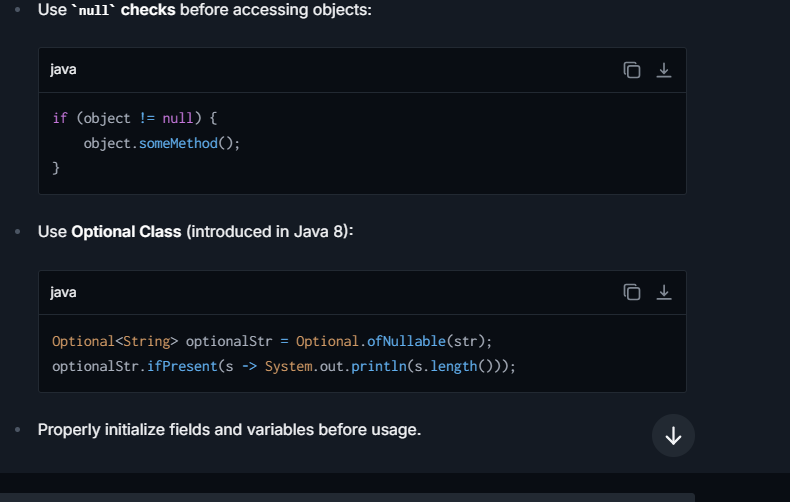 Use `null` checks before accessing objects:
java
if (object != null) {
    object.someMethod();
}
Use Optional Class (introduced in Java 8):
java
Optional<String> optionalStr = Optional.ofNullable(str);
optionalStr.ifPresent(s -> System.out.println(s.length()));
Properly initialize fields and variables before usage.